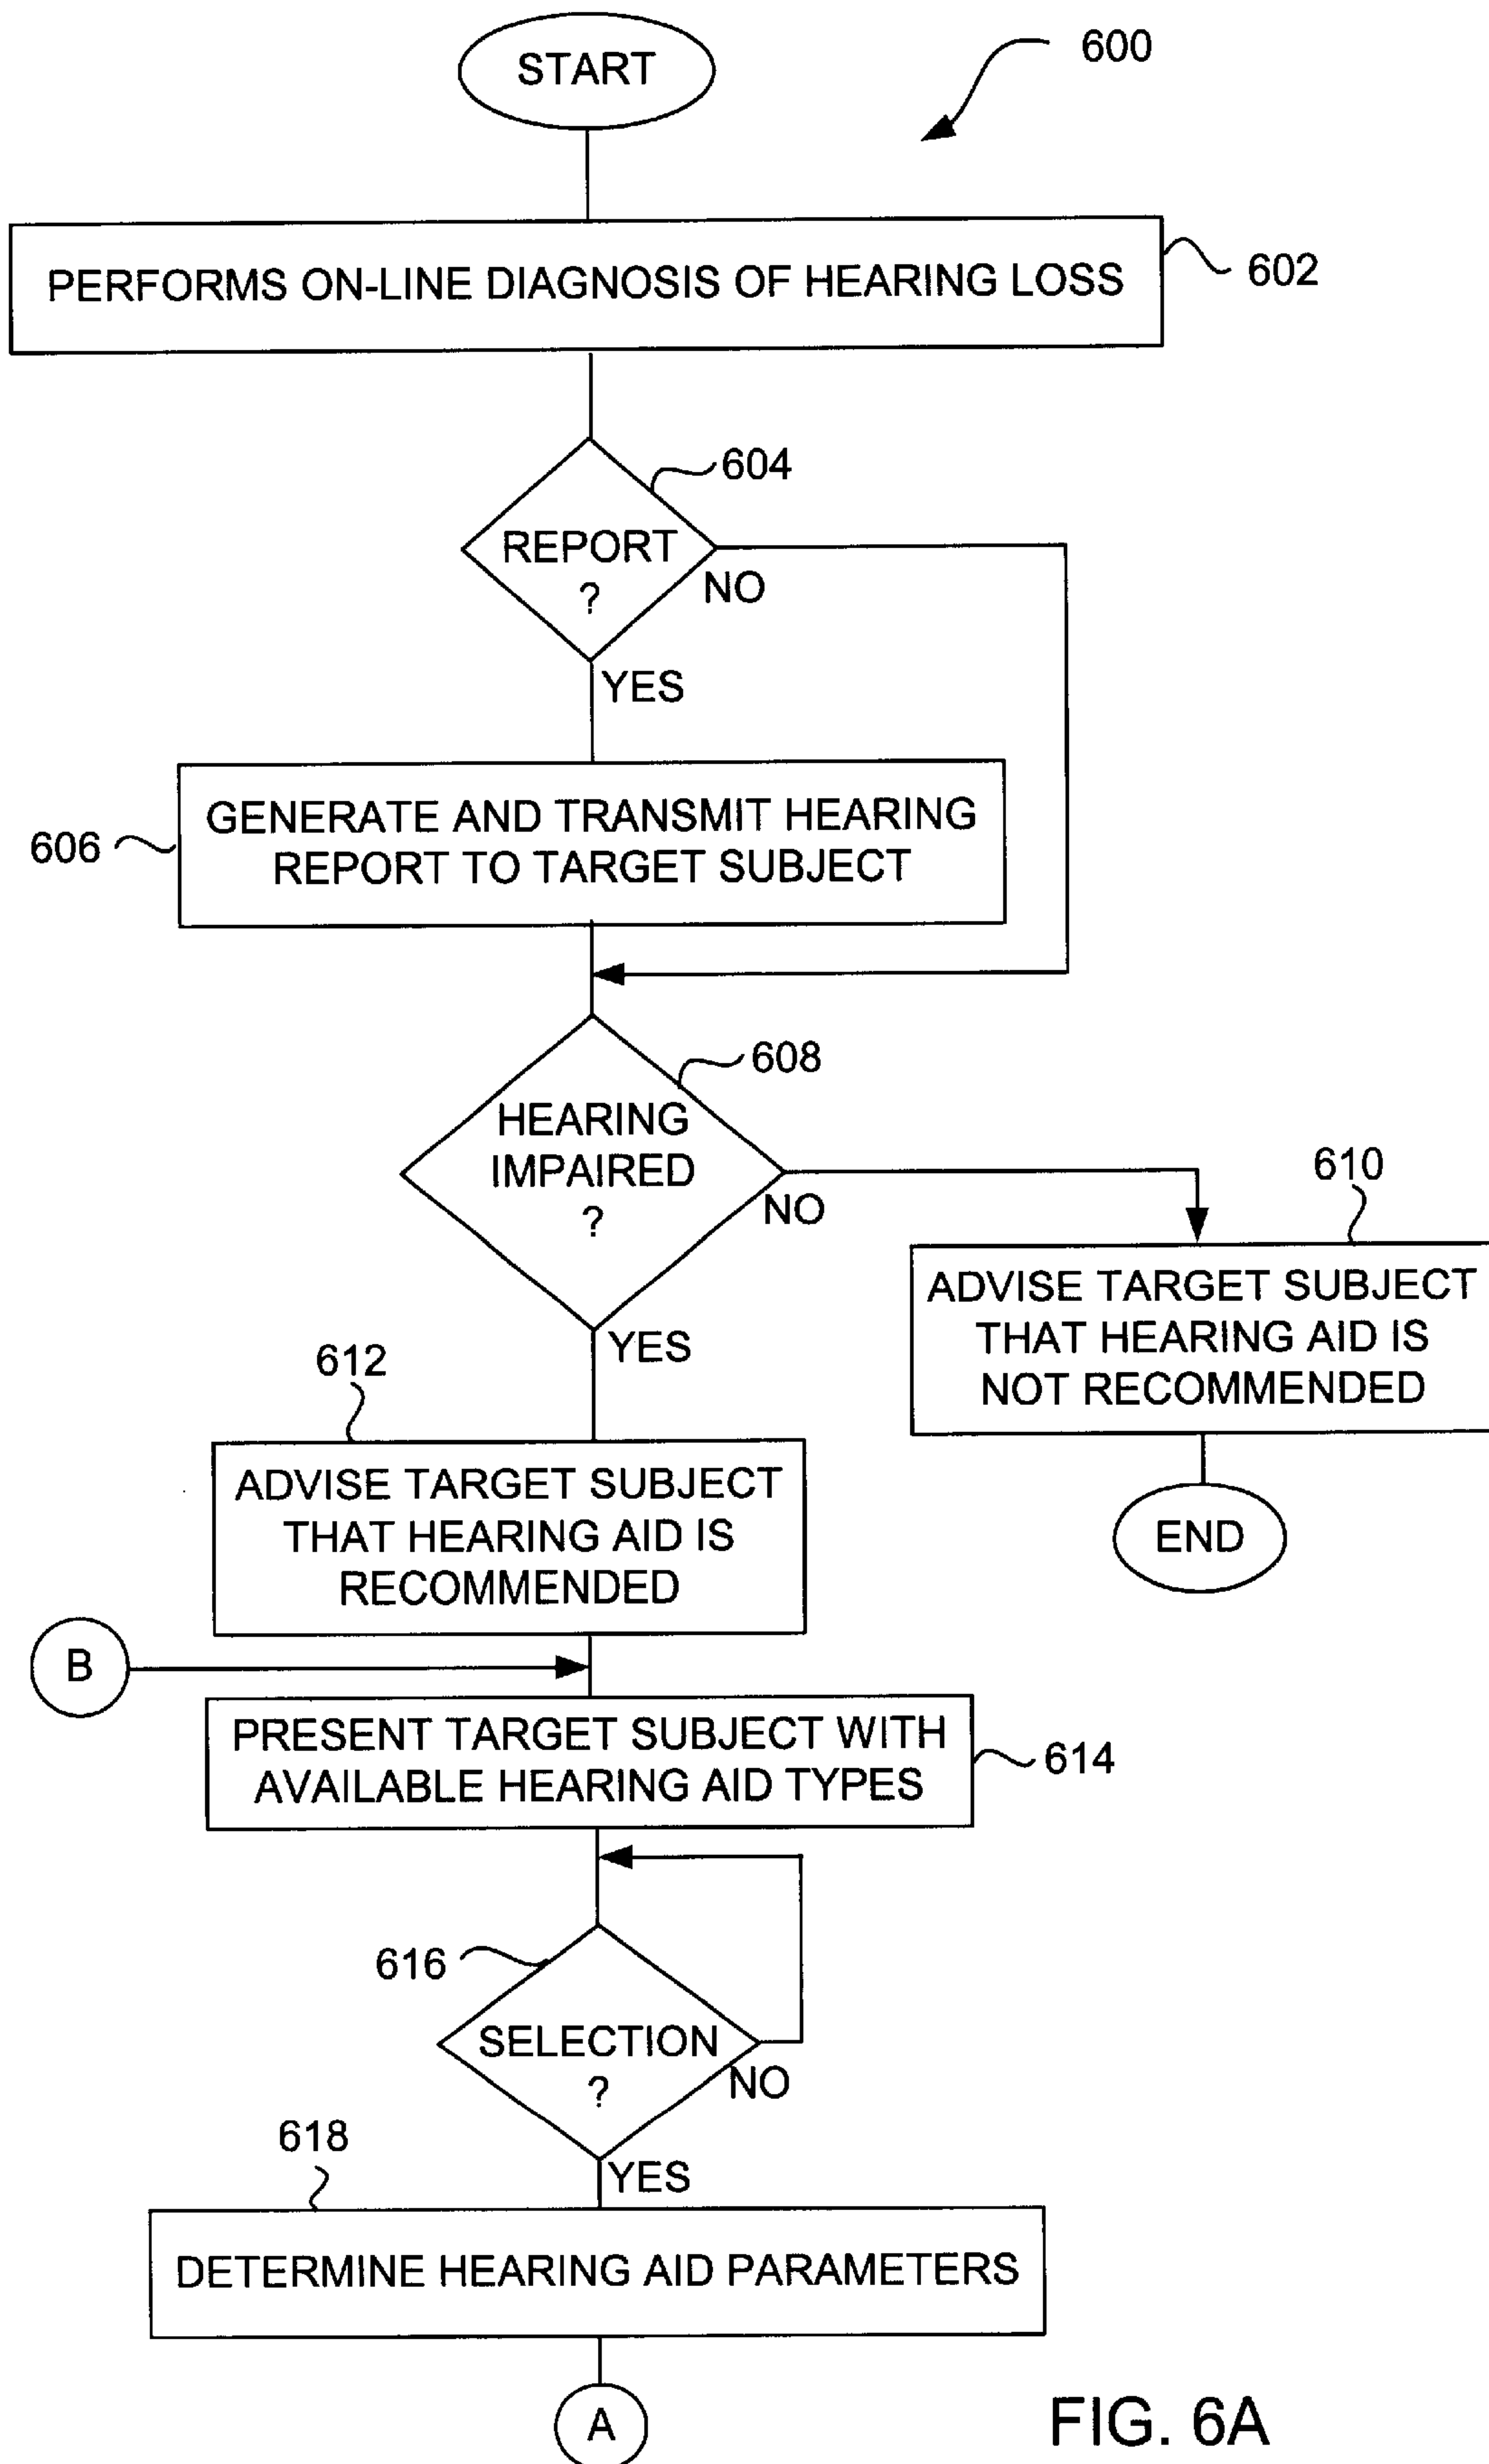 START
600
PERFORMS ON-LINE DIAGNOSIS OF HEARING LOSS
602
604
REPORT
?
NO
YES
606
GENERATE AND TRANSMIT HEARING
REPORT TO TARGET SUBJECT
608
HEARING
IMPAIRED
?
NO
YES
610
ADVISE TARGET SUBJECT
THAT HEARING AID IS
NOT RECOMMENDED
END
612
ADVISE TARGET SUBJECT
THAT HEARING AID IS
RECOMMENDED
B
PRESENT TARGET SUBJECT WITH
AVAILABLE HEARING AID TYPES
614
616
SELECTION
?
NO
YES
618
DETERMINE HEARING AID PARAMETERS
A
FIG. 6A